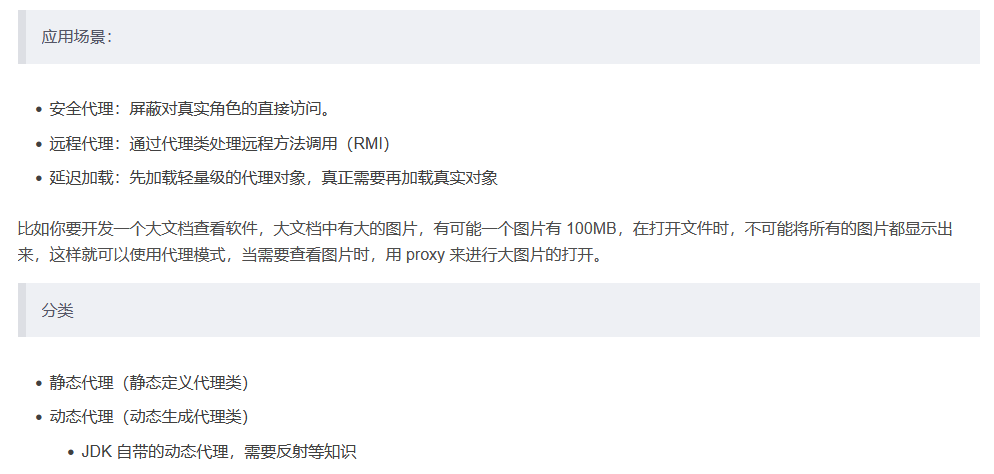 应用场景：
安全代理：屏蔽对真实角色的直接访问。
远程代理：通过代理类处理远程方法调用（RMI）
延迟加载：先加载轻量级的代理对象，真正需要再加载真实对象
比如你要开发一个大文档查看软件，大文档中有大的图片，有可能一个图片有 100MB，在打开文件时，不可能将所有的图片都显示出
来，这样就可以使用代理模式，当需要查看图片时，用 proxy 来进行大图片的打开。
分类
静态代理（静态定义代理类）
动态代理（动态生成代理类）
JDK 自带的动态代理，需要反射等知识